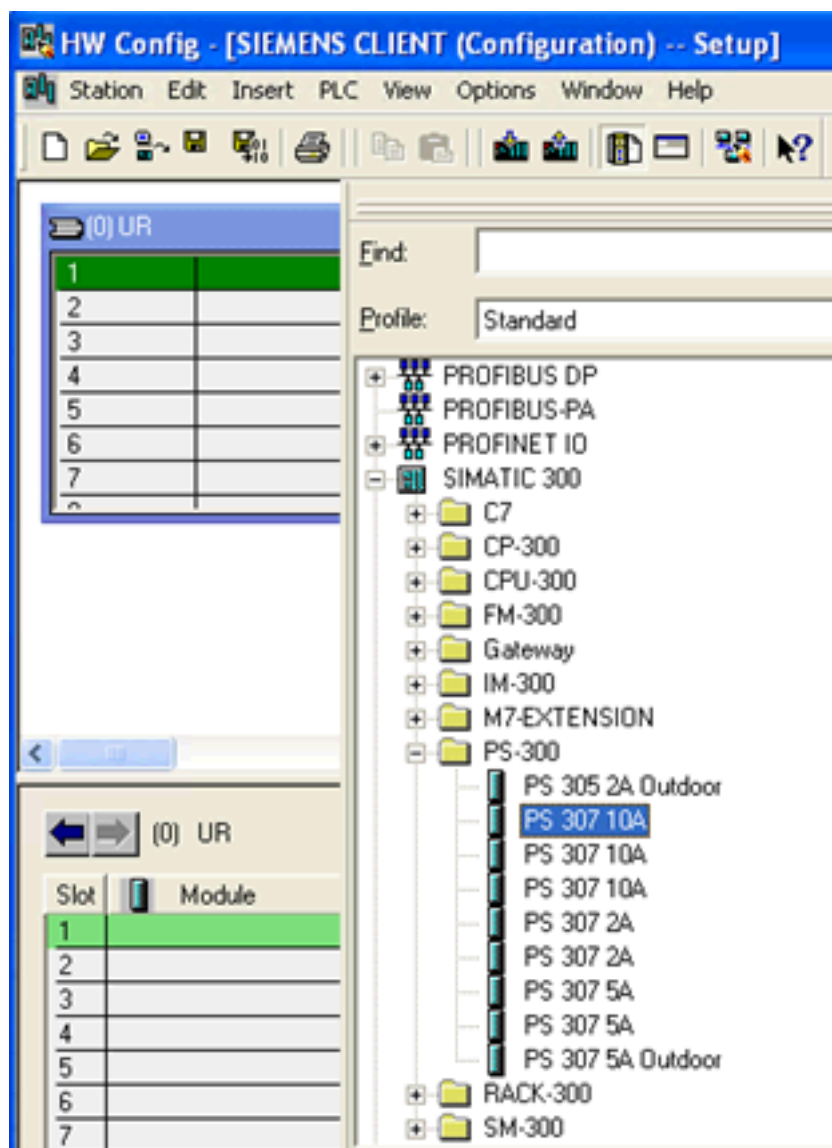 HW Config - [SIEMENS CLIENT (Configuration) -- Setup]
Station Edit Insert PLC View Options Window Help
(0) UR
1
2
3
4
5
6
7
Find:
Profile: Standard
PROFIBUS DP
PROFIBUS-PA
PROFINET IO
SIMATIC 300
C7
CP-300
CPU-300
FM-300
Gateway
IM-300
M7-EXTENSION
PS-300
PS 305 2A Outdoor
PS 307 10A
PS 307 10A
PS 307 10A
PS 307 2A
PS 307 2A
PS 307 5A
PS 307 5A
PS 307 5A Outdoor
RACK-300
SM-300
(0) UR
Slot Module
1
2
3
4
5
6
7